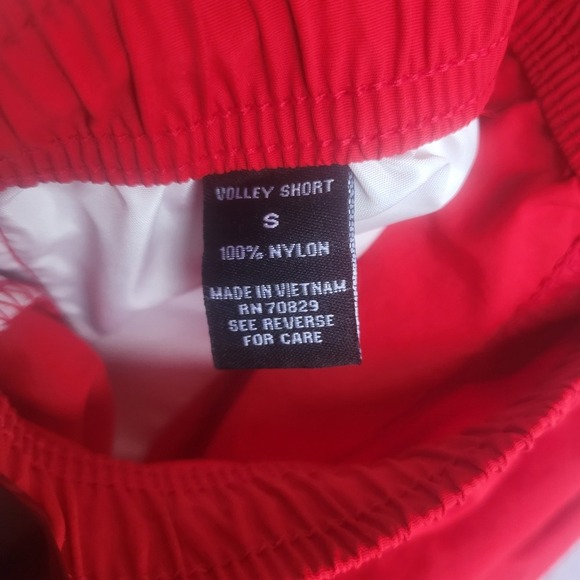 VOLLEY SHORT
S
100% NYLON
MADE IN VIETNAM
RN 70829
SEE REVERSE
FOR CARE